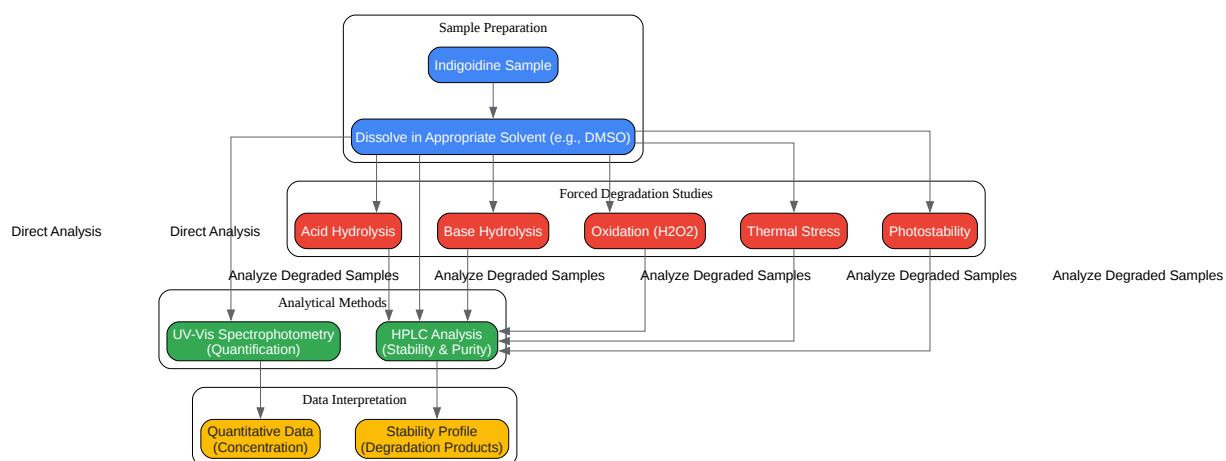 Sample Preparation
Indigoidine Sample
Dissolve in Appropriate Solvent (e.g., DMSO)
Forced Degradation Studies
Direct Analysis
Direct Analysis
Acid Hydrolysis
Base Hydrolysis
Oxidation (H2O2)
Thermal Stress
Photostability
Analyze Degraded Samples
Analyze Degraded Samples
Analyze Degraded Samples
Analyze Degraded Samples
Analyze Degraded Samples
Analytical Methods
UV-Vis Spectrophotometry
(Quantification)
HPLC Analysis
(Stability & Purity)
Data Interpretation
Quantitative Data
(Concentration)
Stability Profile
(Degradation Products)